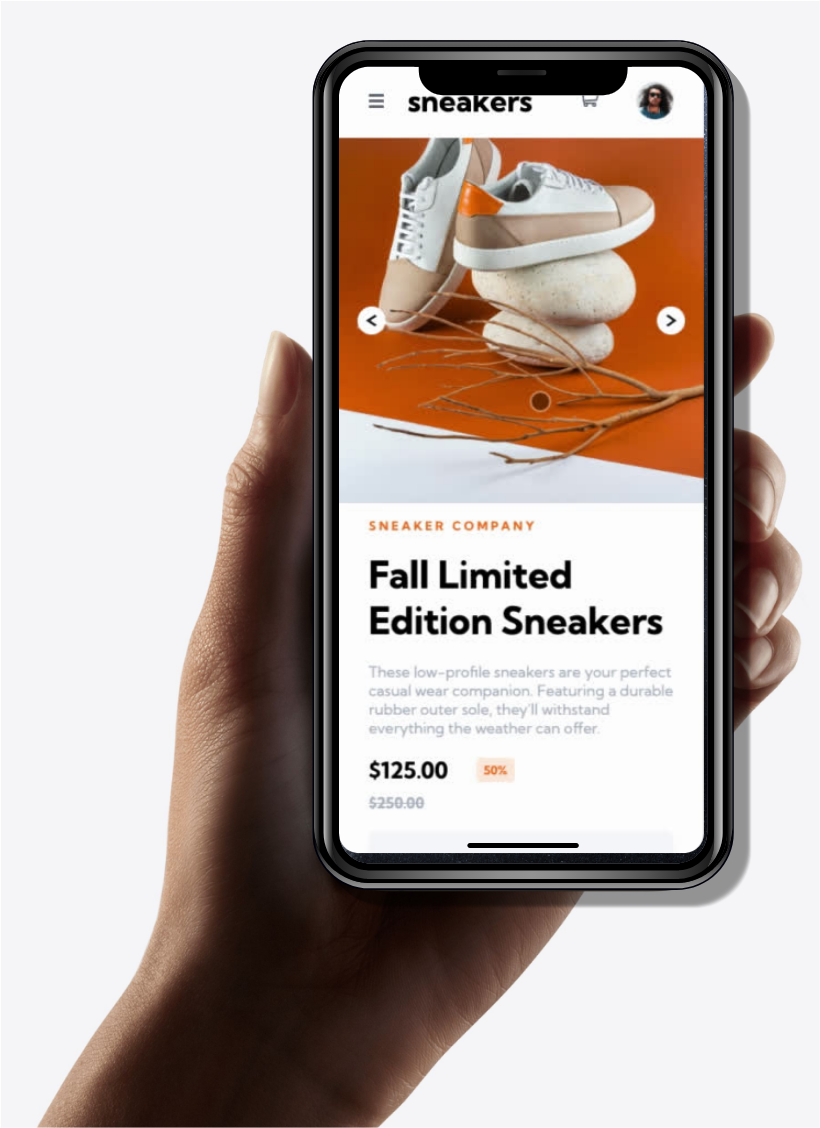 sneakers
SNEAKER COMPANY
Fall Limited
Edition Sneakers
These low-profile sneakers are your perfect
casual wear companion. Featuring a durable
rubber outer sole, they'll withstand
everything the weather can offer.
$125.00 50%
$250.00